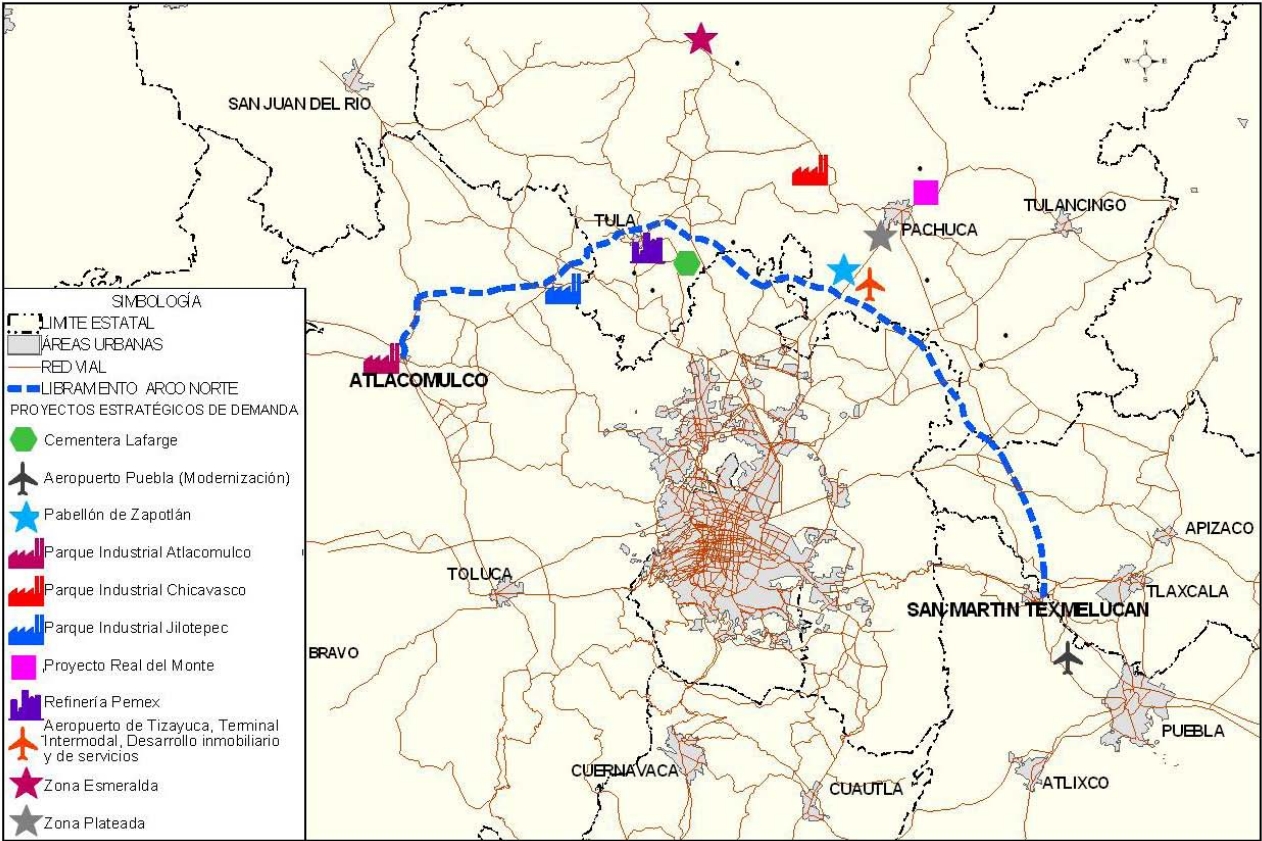 N
W E
S
SAN JUAN DEL RIO
TULANCINGO
TULA
PACHUCA
ATLACOMULCO
APIZACO
TOLUCA
TLAXCALA
SAN MARTIN TEXMELUCAN
BRAVO
PUEBLA
CUERNAVACA
CUAUTLA
ATLIXCO
SIMBOLOGÍA
LIMITE ESTATAL
ÁREAS URBANAS
RED VIAL
LIBRAMENTO ARCO NORTE
PROYECTOS ESTRATÉGICOS DE DEMANDA
Cementera Lafarge
Aeropuerto Puebla (Modernización)
Pabellón de Zapotlán
Parque Industrial Atlacomulco
Parque Industrial Chicavasco
Parque Industrial Jilotepec
Proyecto Real del Monte
Refinería Pemex
Aeropuerto de Tizayuca, Terminal
Intermodal, Desarrollo inmobiliario
y de servicios
Zona Esmeralda
Zona Plateada